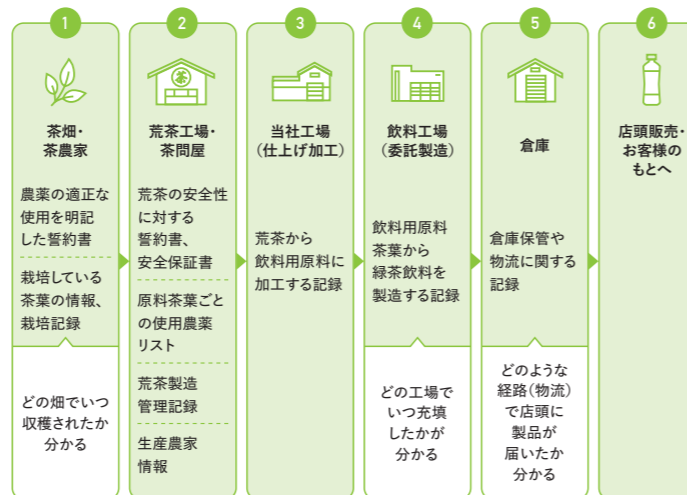 1
茶畑・
茶農家
農薬の適正な
使用を明記
した誓約書
栽培している
茶葉の情報、
栽培記録
どの畑でいつ
収穫されたか
分かる
2
茶
荒茶工場・
茶問屋
荒茶の安全性
に対する
誓約書、
安全保証書
原料茶葉ごと
の使用農薬
リスト
荒茶製造
管理記録
生産農家
情報
3
当社工場
（仕上げ加工）
荒茶から
飲料用原料に
加工する記録
4
飲料工場
（委託製造）
飲料用原料
茶葉から
緑茶飲料を
製造する記録
どの工場で
いつ充填
したかが
分かる
5
倉庫
倉庫保管や
物流に関する
記録
どのような
経路（物流）
で店頭に
製品が
届いたか
分かる
6
店頭販売・
お客様の
もとへ